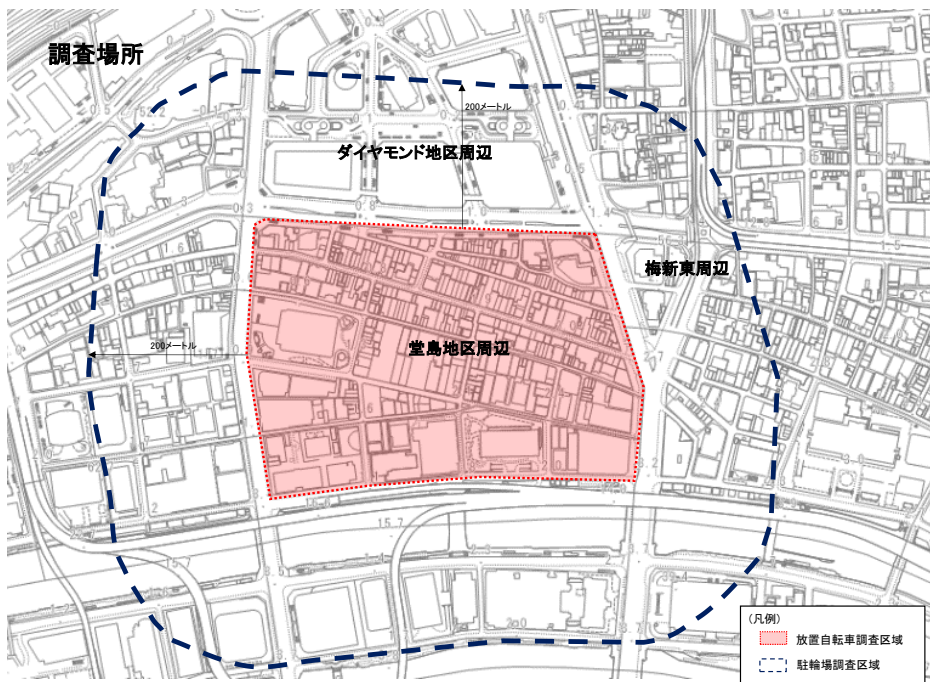 調査場所
200メートル
ダイヤモンド地区周辺
梅新東周辺
200メートル
堂島地区周辺
(凡例)
放置自転車調査区域
駐輪場調査区域